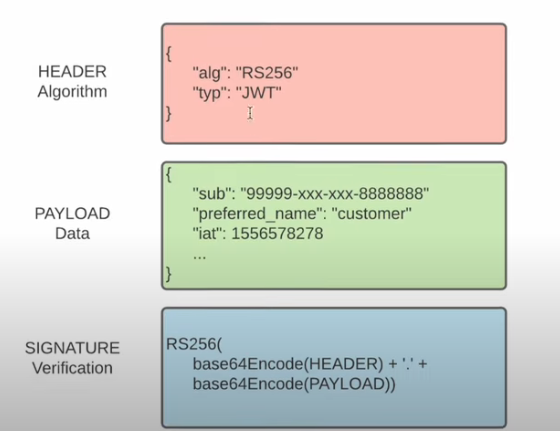 HEADER
Algorithm
{
"alg": "RS256"
"typ": "JWT"
}
PAYLOAD
Data
{
"sub": "99999-xxx-xxx-8888888"
"preferred_name": "customer"
"iat": 1556578278
...
}
SIGNATURE
Verification
RS256(
base64Encode(HEADER) + '.' +
base64Encode(PAYLOAD))